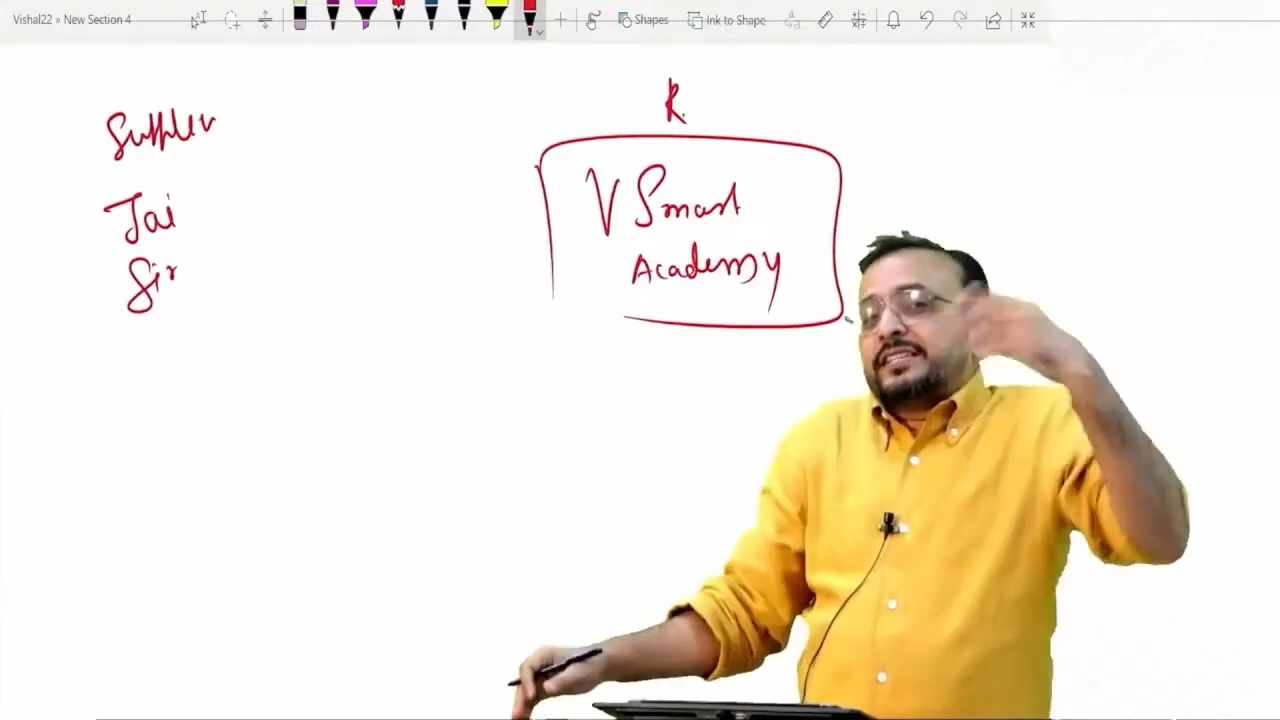 Vishal22 » New Section 4
Shapes
Ink to Shape
R.
Supplier
V Smart
Academy
Jai
Sir